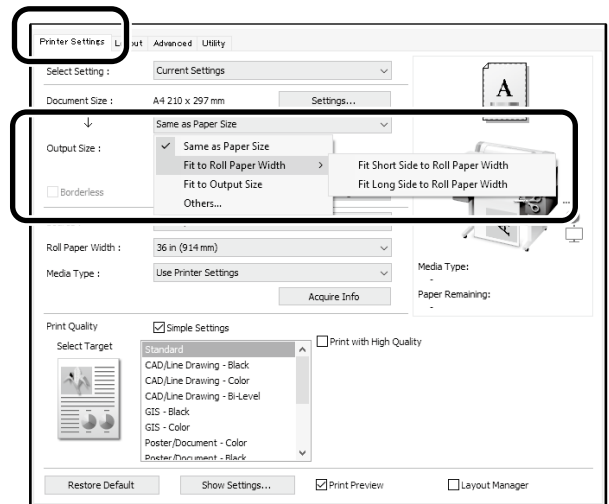 Printer Settings
Advanced
Utility
Select Setting :
Current Settings
A
Document Size :
A4 210 x 297 mm
Settings...
↓
Same as Paper Size
Output Size :
✓ Same as Paper Size
Fit to Roll Paper Width >
Fit Short Side to Roll Paper Width
Fit to Output Size
Fit Long Side to Roll Paper Width
Borderless
Others...
...
Roll Paper Width :
36 in (914 mm)
Media Type :
Use Printer Settings
Media Type:
-
Acquire Info
Paper Remaining:
-
Print Quality
Simple Settings
Select Target
Standard
Print with High Quality
CAD/Line Drawing - Black
CAD/Line Drawing - Color
CAD/Line Drawing - Bi-Level
GIS - Black
GIS - Color
Poster/Document - Color
Poster/Document - Black
Restore Default
Show Settings...
Print Preview
Layout Manager